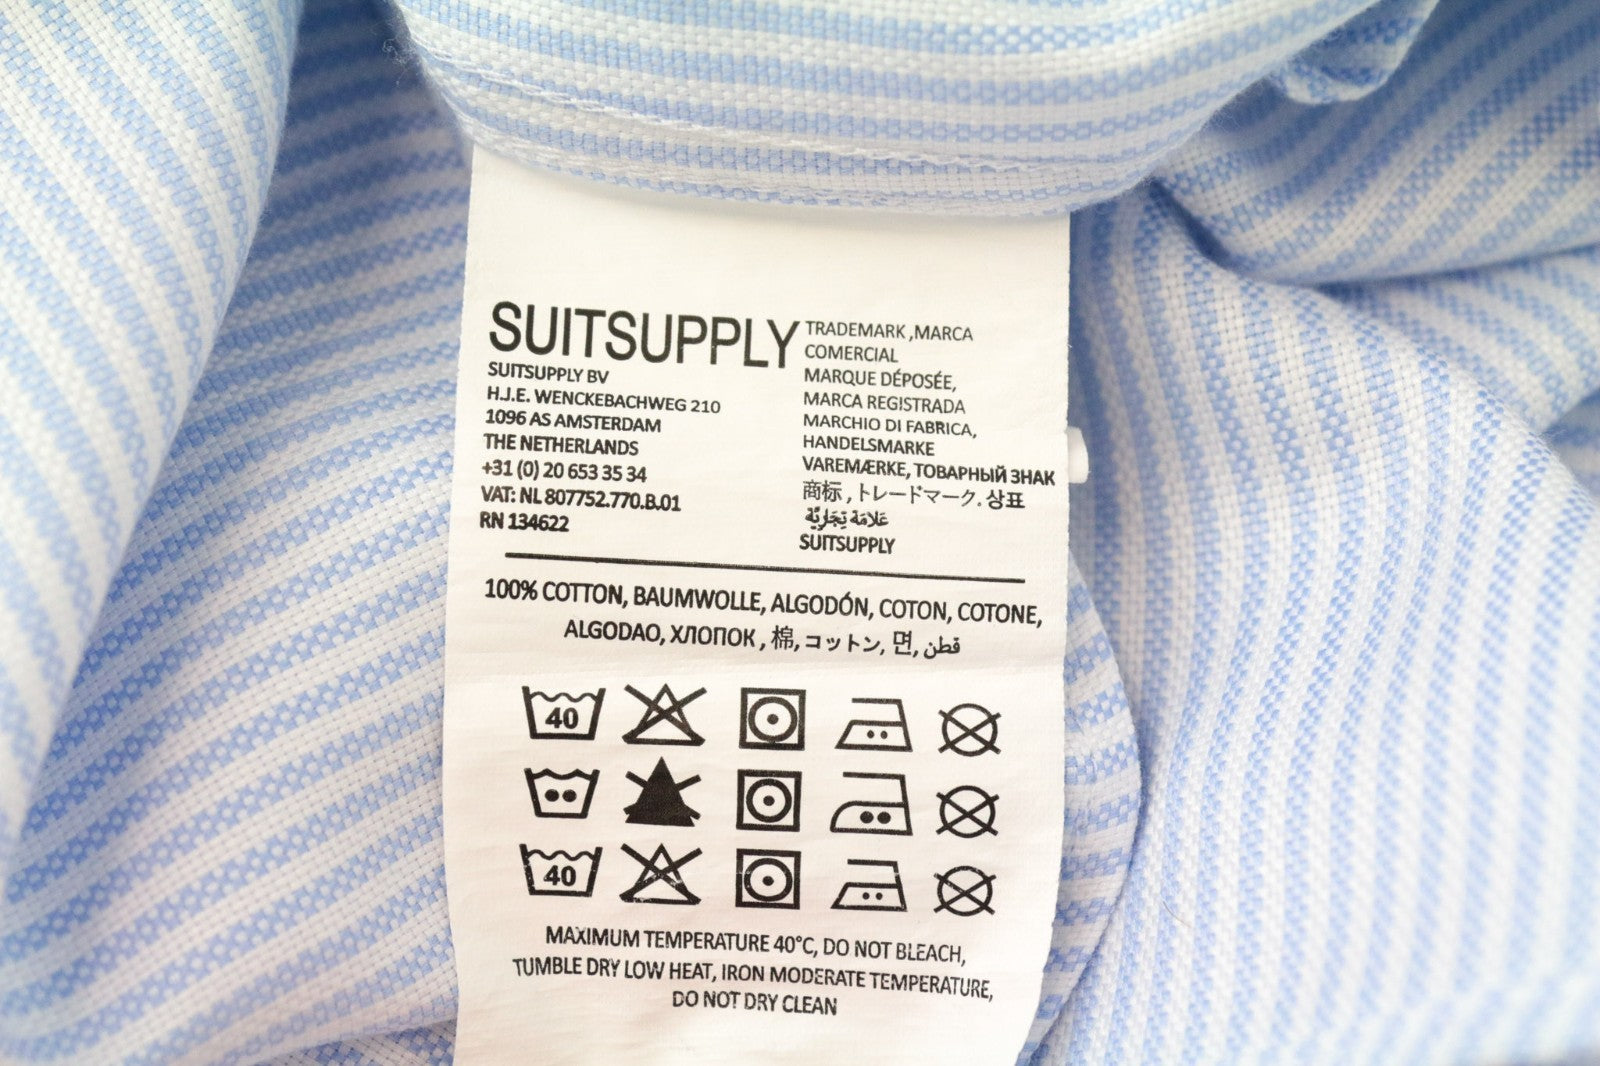 SUITSUPPLY
SUITSUPPLY BV
H.J.E. WENCKEBACHWEG 210
1096 AS AMSTERDAM
THE NETHERLANDS
+31 (0) 20 653 35 34
VAT: NL 807752.770.B.01
RN 134622
TRADEMARK ,MARCA
COMERCIAL
MARQUE DÉPOSÉE,
MARCA REGISTRADA
MARCHIO DI FABRICA,
HANDELSMARKE
VAREMÆRKE, ТОВАРНЫЙ ЗНАК
商标 , トレードマーク. 상표
عَلامَة تِجَارِيَّة
SUITSUPPLY
100% COTTON, BAUMWOLLE, ALGODÓN, COTON, COTONE,
ALGODAO, ХЛОПОК , 棉, コットン, 면, قطن
40
40
MAXIMUM TEMPERATURE 40°C, DO NOT BLEACH,
TUMBLE DRY LOW HEAT, IRON MODERATE TEMPERATURE,
DO NOT DRY CLEAN